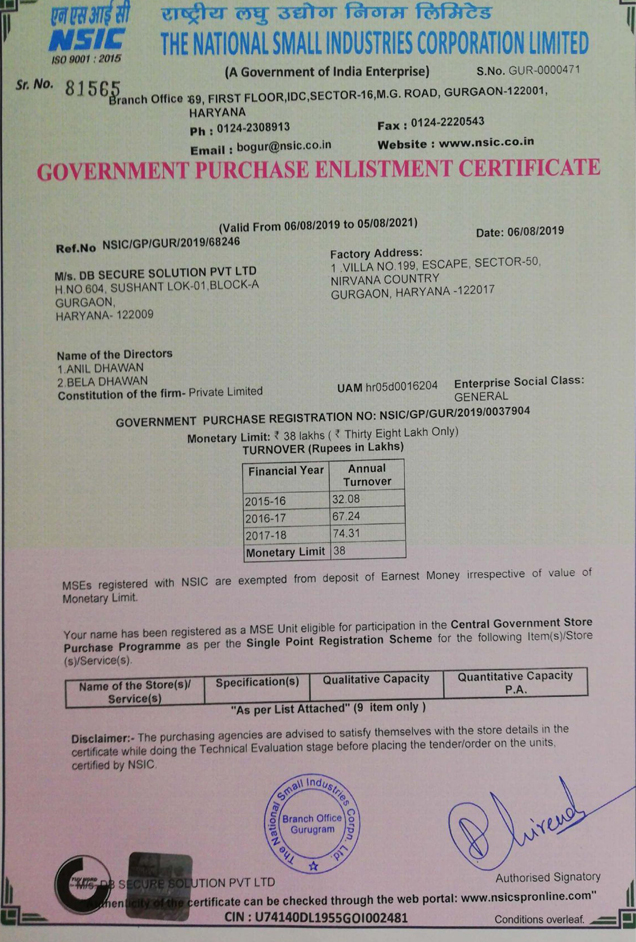 एन एस आई सी
NSIC
ISO 9001 : 2015
राष्ट्रीय लघु उद्योग निगम लिमिटेड
THE NATIONAL SMALL INDUSTRIES CORPORATION LIMITED
(A Government of India Enterprise)
S.No. GUR-0000471
Sr. No. 81565
Branch Office :69, FIRST FLOOR,IDC,SECTOR-16,M.G. ROAD, GURGAON-122001,
HARYANA
Ph : 0124-2308913
Fax : 0124-2220543
Email : bogur@nsic.co.in
Website : www.nsic.co.in
GOVERNMENT PURCHASE ENLISTMENT CERTIFICATE
(Valid From 06/08/2019 to 05/08/2021)
Date: 06/08/2019
Ref.No NSIC/GP/GUR/2019/68246
M/s. DB SECURE SOLUTION PVT LTD
H.NO 604, SUSHANT LOK-01,BLOCK-A
GURGAON,
HARYANA- 122009
Factory Address:
1 .VILLA NO.199, ESCAPE, SECTOR-50,
NIRVANA COUNTRY
GURGAON, HARYANA -122017
Name of the Directors
1.ANIL DHAWAN
2.BELA DHAWAN
Constitution of the firm- Private Limited
UAM hr05d0016204
Enterprise Social Class:
GENERAL
GOVERNMENT PURCHASE REGISTRATION NO: NSIC/GP/GUR/2019/0037904
Monetary Limit: ₹ 38 lakhs ( ₹ Thirty Eight Lakh Only)
TURNOVER (Rupees in Lakhs)
Financial Year Annual
Turnover
2015-16 32.08
2016-17 67.24
2017-18 74.31
Monetary Limit 38
MSEs registered with NSIC are exempted from deposit of Earnest Money irrespective of value of
Monetary Limit.
Your name has been registered as a MSE Unit eligible for participation in the Central Government Store
Purchase Programme as per the Single Point Registration Scheme for the following Item(s)/Store
(s)/Service(s).
Name of the Store(s)/ Specification(s) Qualitative Capacity Quantitative Capacity
Service(s) P.A.
"As per List Attached" (9 item only )
Disclaimer:- The purchasing agencies are advised to satisfy themselves with the store details in the
certificate while doing the Technical Evaluation stage before placing the tender/order on the units,
certified by NSIC.
The National Small Industries Corpn. Ltd.
Branch Office
Gurugram
Authorised Signatory
M/s. DB SECURE SOLUTION PVT LTD
of the certificate can be checked through the web portal: www.nsicspronline.com"
CIN : U74140DL1955GOI002481
Conditions overleaf.